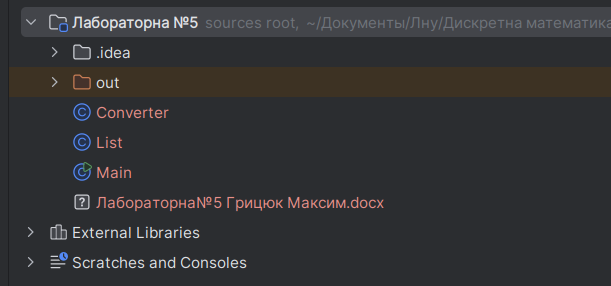 Лабораторна №5 sources root, ~/Документы/Лну/Дискретна математика
.idea
out
Converter
List
Main
Лабораторна№5 Грицюк Максим.docx
External Libraries
Scratches and Consoles